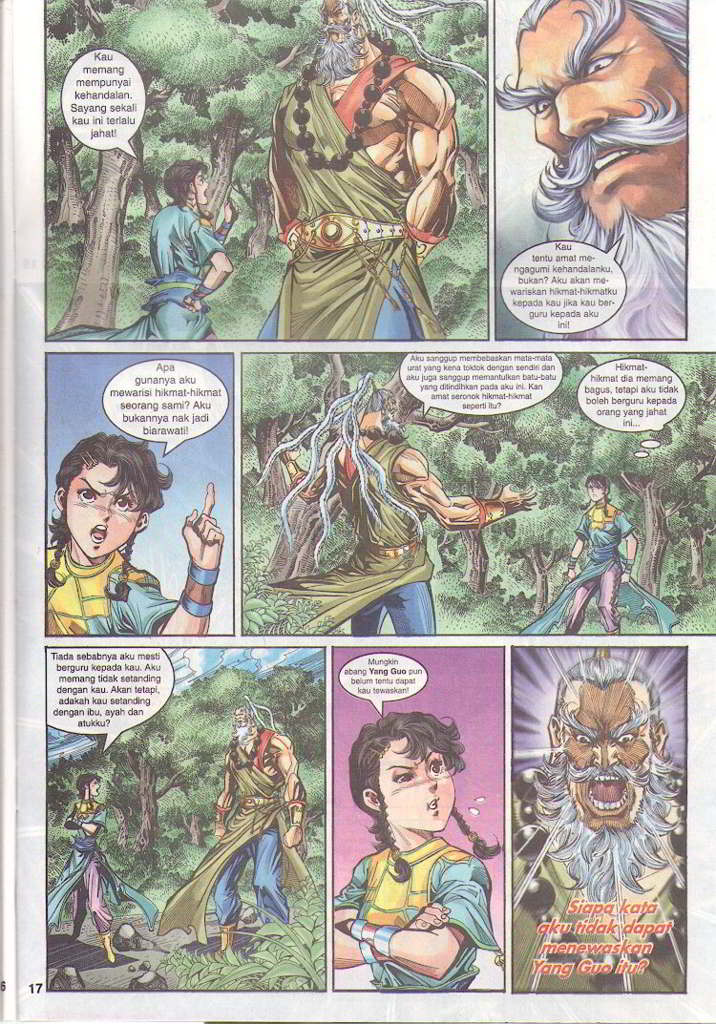 Kau
memang
mempunyai
kehandalan.
Sayang sekali
kau ini terlalu
jahat!
Kau
tentu amat me-
ngagumi kehandalanku,
bukan? Aku akan me-
wariskan hikmat-hikmatku
kepada kau jika kau ber-
guru kepada aku
ini!
Apa
gunanya aku
mewarisi hikmat-hikmat
seorang sami? Aku
bukannya nak jadi
biarawati!
Aku sanggup membebaskan mata-mata
urat yang kena totok dengan sendiri dan
aku juga sanggup memantulkan batu-batu
yang ditindihkan pada aku ini. Kan
amat seronok hikmat-hikmat
seperti itu?
Hikmat-
hikmat dia memang
bagus, tetapi aku tidak
boleh berguru kepada
orang yang jahat
ini...
Tiada sebabnya aku mesti
berguru kepada kau. Aku
memang tidak setanding
dengan kau. Akan tetapi,
adakah kau setanding
dengan ibu, ayah dan
atukku?
Mungkin
abang Yang Guo pun
belum tentu dapat
kau tewaskan!
Siapa kata
aku tidak dapat
menewaskan
Yang Guo itu?
17